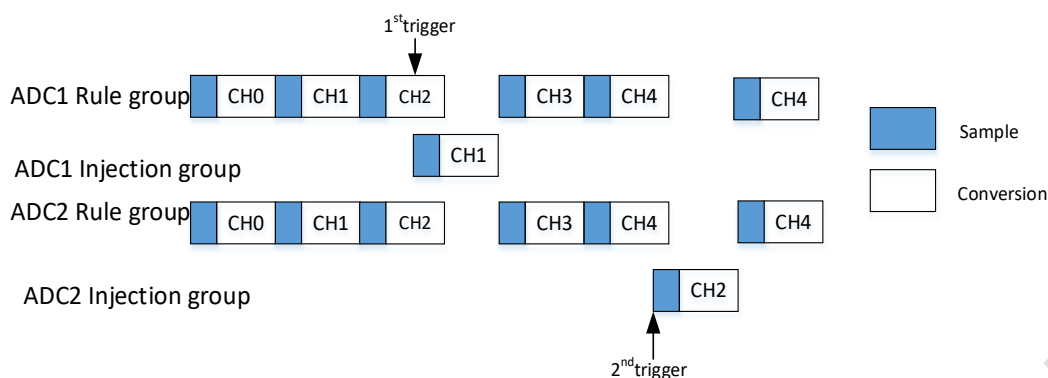 1st trigger
ADC1 Rule group CH0 CH1 CH2 CH3 CH4 CH4
Sample
ADC1 Injection group CH1
Conversion
ADC2 Rule group CH0 CH1 CH2 CH3 CH4 CH4
ADC2 Injection group CH2
2nd trigger